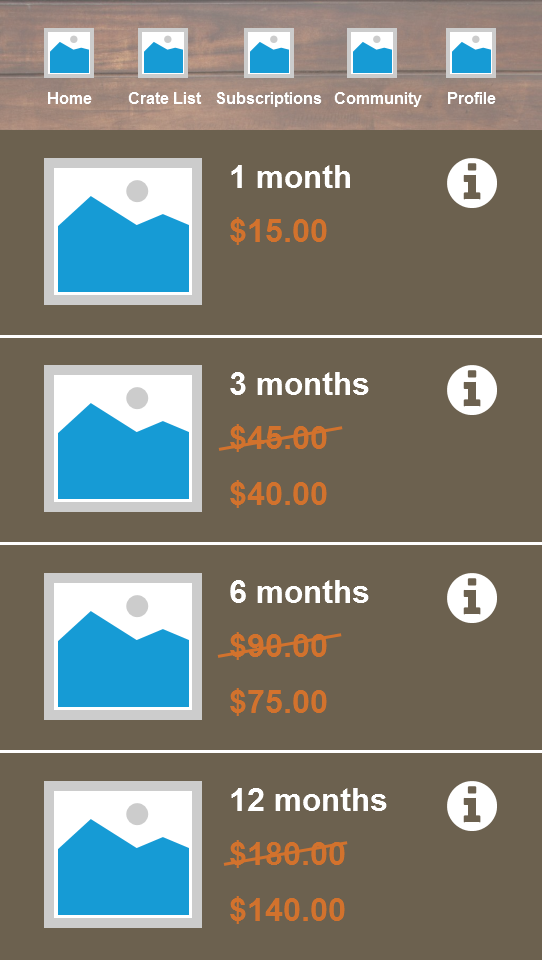 Home Crate List Subscriptions Community Profile
1 month
$15.00
3 months
$45.00
$40.00
6 months
$90.00
$75.00
12 months
$180.00
$140.00